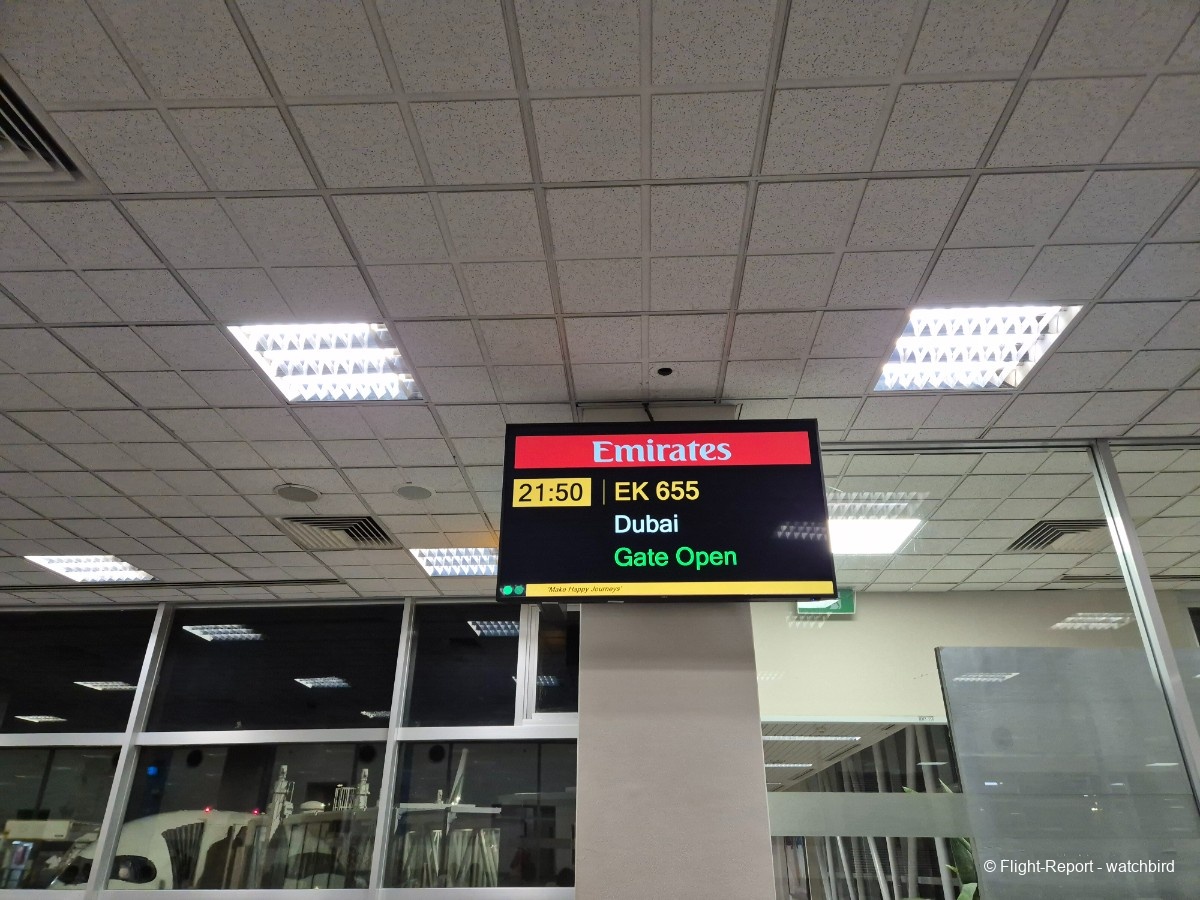 Emirates
21:50 EK 655
Dubai
Gate Open
'Make Happy Journeys'
© Flight-Report - watchbird